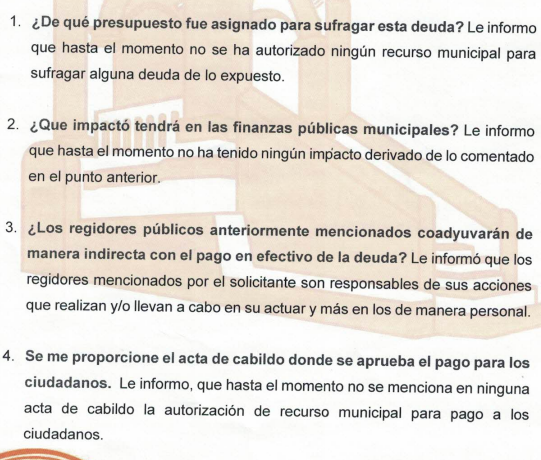 1. ¿De qué presupuesto fue asignado para sufragar esta deuda? Le informo
que hasta el momento no se ha autorizado ningún recurso municipal para
sufragar alguna deuda de lo expuesto.
2. ¿Que impactó tendrá en las finanzas públicas municipales? Le informo
que hasta el momento no ha tenido ningún impacto derivado de lo comentado
en el punto anterior.
3. ¿Los regidores públicos anteriormente mencionados coadyuvarán de
manera indirecta con el pago en efectivo de la deuda? Le informó que los
regidores mencionados por el solicitante son responsables de sus acciones
que realizan y/o llevan a cabo en su actuar y más en los de manera personal.
4. Se me proporcione el acta de cabildo donde se aprueba el pago para los
ciudadanos. Le informo, que hasta el momento no se menciona en ninguna
acta de cabildo la autorización de recurso municipal para pago a los
ciudadanos.